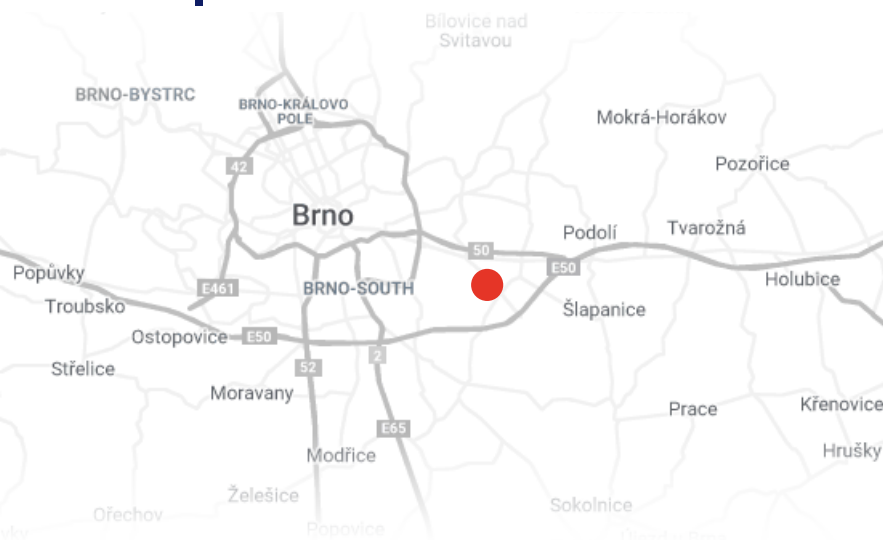 Bílovice nad
Svitavou
BRNO-BYSTRC
BRNO-KRÁLOVO
POLE
Mokrá-Horákov
42
Pozořice
Brno
Podolí
Tvarožná
50
E50
Popůvky
E461
BRNO-SOUTH
Holubice
Troubsko
Šlapanice
Ostopovice
E50
2
Střelice
52
Moravany
Prace
Křenovice
E65
Modřice
Hrušky
Želešice
Ořechov
Sokolnice
Popovice